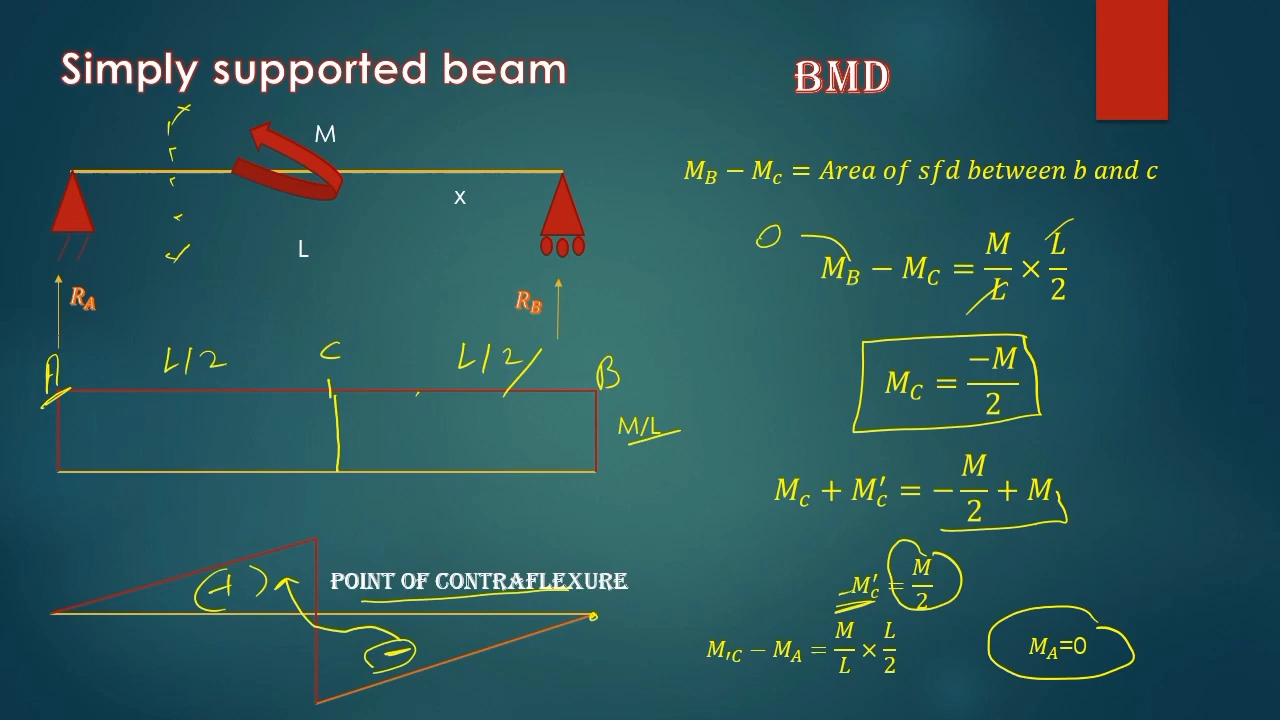 Simply supported beam
BMD
M
x
L
R_A
R_B
A
L/2
C
L/2
B
M/L
POINT OF CONTRAFLEXURE
(+)
−
M_B − M_c = Area of sfd between b and c
0
M_B − M_C = M/L × L/2
M_C = −M/2
M_c + M′_c = −M/2 + M
M′_c = M/2
M_′C − M_A = M/L × L/2
M_A=0